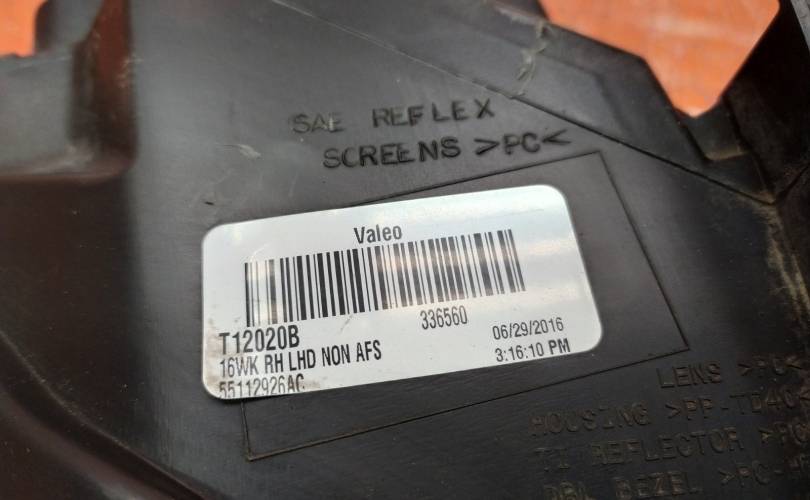 SAE REFLEX
SCREENS >PC<
Valeo
T12020B
336560
06/29/2016
16WK RH LHD NON AFS
3:16:10 PM
55112926AC
LENS >PC<
HOUSING >PP-TD40<
REFLECTOR
BEZEL >PC-